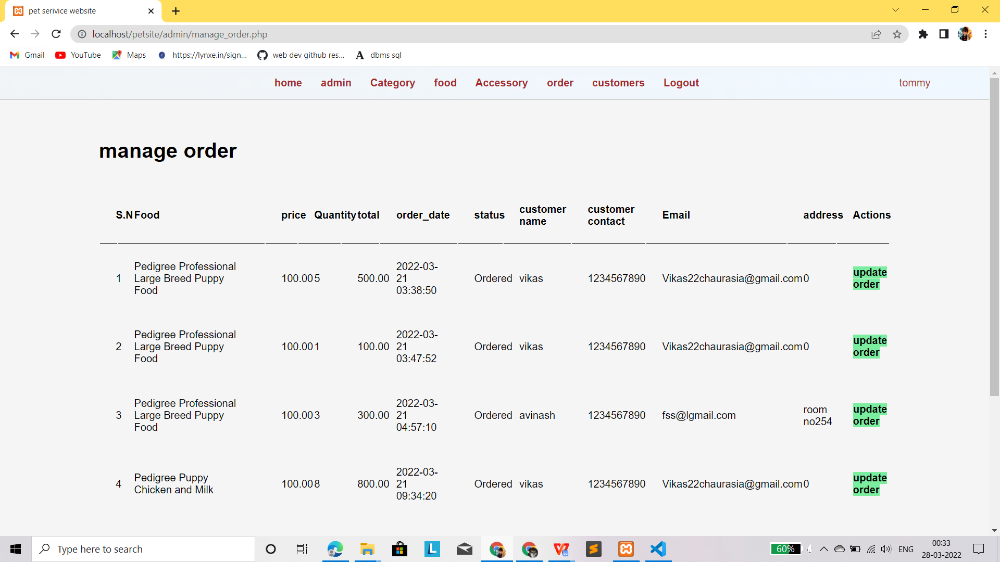 pet serivice website
localhost/petsite/admin/manage_order.php
Gmail YouTube Maps https://lynxe.in/sign... web dev github res... A dbms sql
home admin Category food Accessory order customers Logout tommy
manage order
S.N Food price Quantity total order_date status customer name customer contact Email address Actions
1 Pedigree Professional Large Breed Puppy Food 100.00 5 500.00 2022-03-21 03:38:50 Ordered vikas 1234567890 Vikas22chaurasia@gmail.com 0 update order
2 Pedigree Professional Large Breed Puppy Food 100.00 1 100.00 2022-03-21 03:47:52 Ordered vikas 1234567890 Vikas22chaurasia@gmail.com 0 update order
3 Pedigree Professional Large Breed Puppy Food 100.00 3 300.00 2022-03-21 04:57:10 Ordered avinash 1234567890 fss@lgmail.com room no254 update order
4 Pedigree Puppy Chicken and Milk 100.00 8 800.00 2022-03-21 09:34:20 Ordered vikas 1234567890 Vikas22chaurasia@gmail.com 0 update order
Type here to search
L
60%
ENG
00:33
28-03-2022